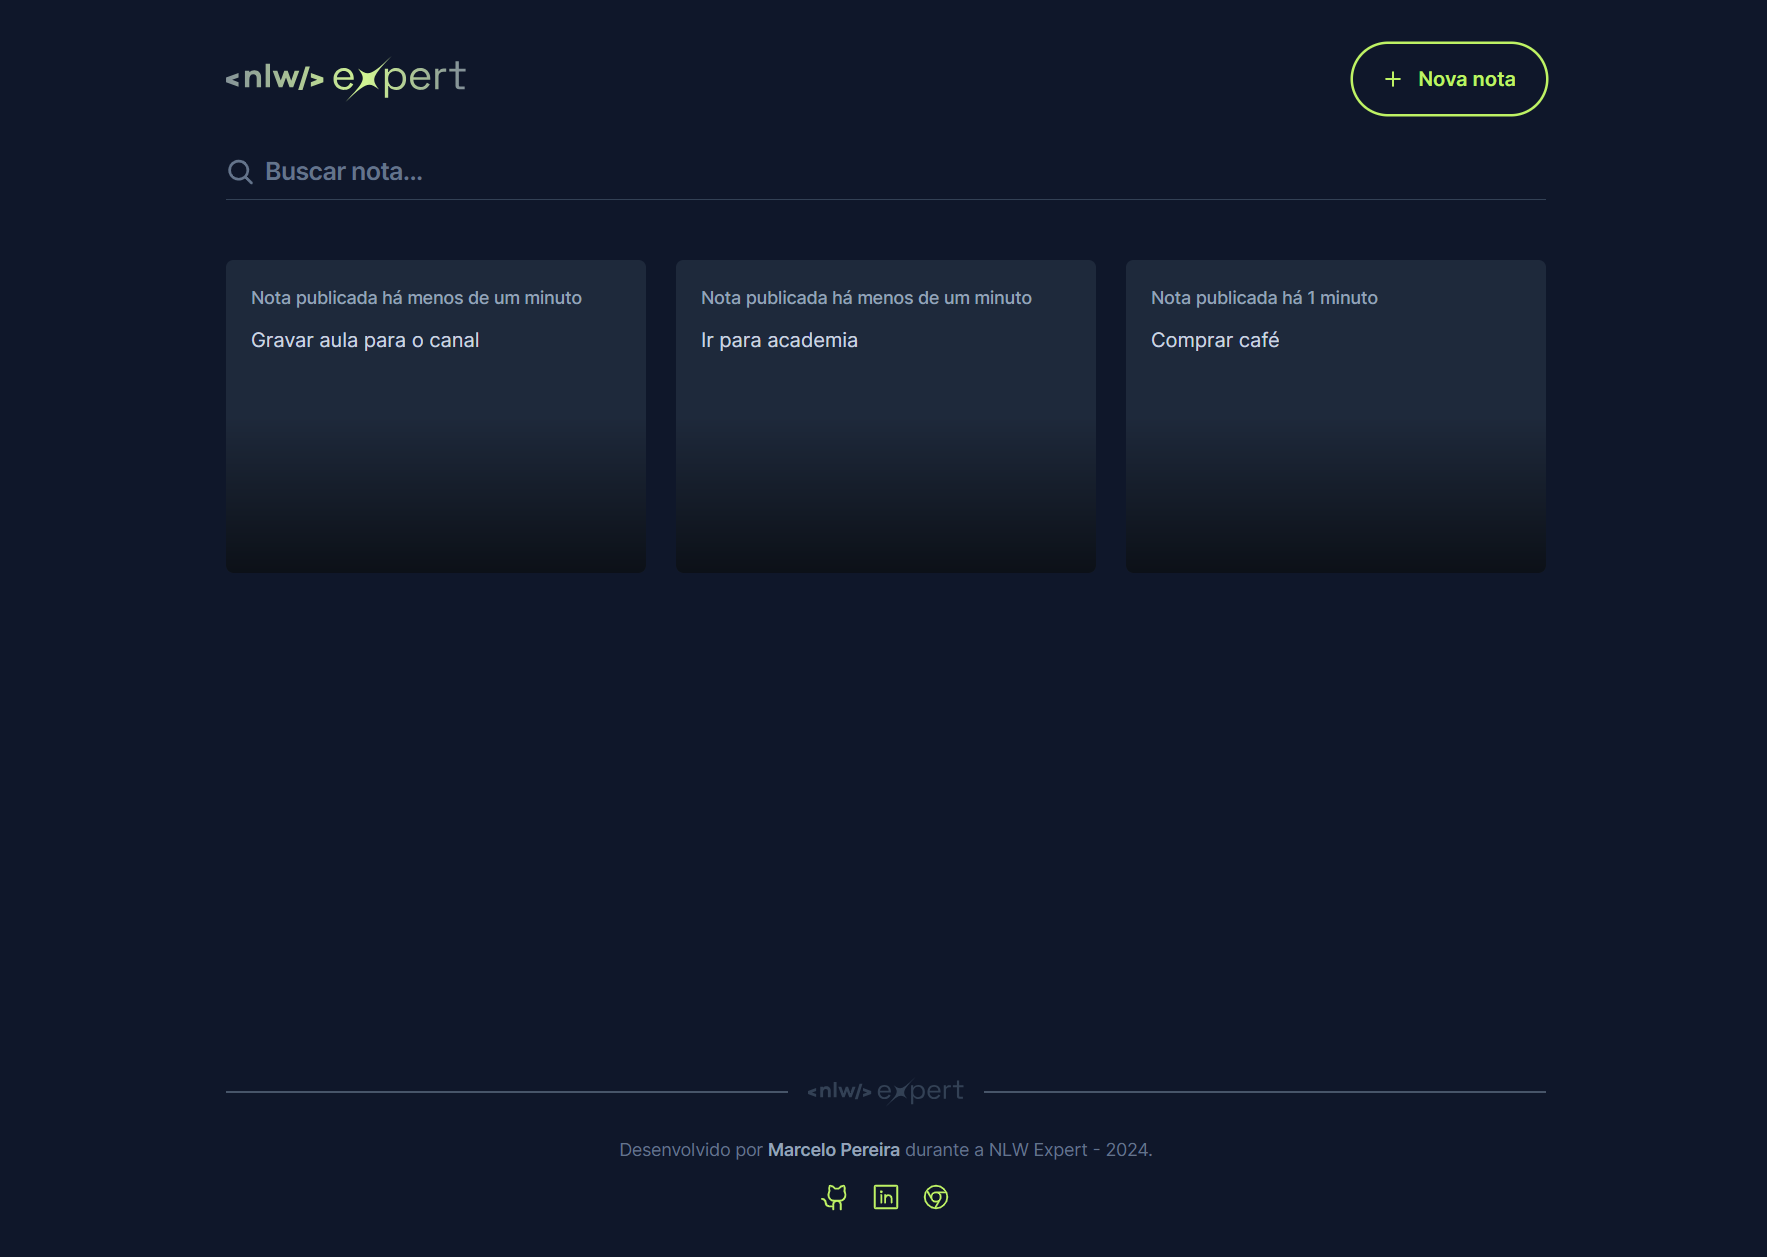 <nlw/> expert
+ Nova nota
Buscar nota...
Nota publicada há menos de um minuto
Gravar aula para o canal
Nota publicada há menos de um minuto
Ir para academia
Nota publicada há 1 minuto
Comprar café
<nlw/> expert
Desenvolvido por Marcelo Pereira durante a NLW Expert - 2024.
in